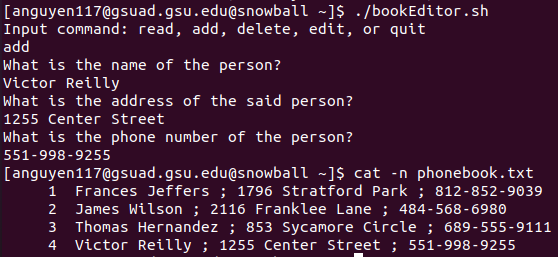 [anguyen117@gsuad.gsu.edu@snowball ~]$ ./bookEditor.sh
Input command: read, add, delete, edit, or quit
add
What is the name of the person?
Victor Reilly
What is the address of the said person?
1255 Center Street
What is the phone number of the person?
551-998-9255
[anguyen117@gsuad.gsu.edu@snowball ~]$ cat -n phonebook.txt
1 Frances Jeffers ; 1796 Stratford Park ; 812-852-9039
2 James Wilson ; 2116 Franklee Lane ; 484-568-6980
3 Thomas Hernandez ; 853 Sycamore Circle ; 689-555-9111
4 Victor Reilly ; 1255 Center Street ; 551-998-9255